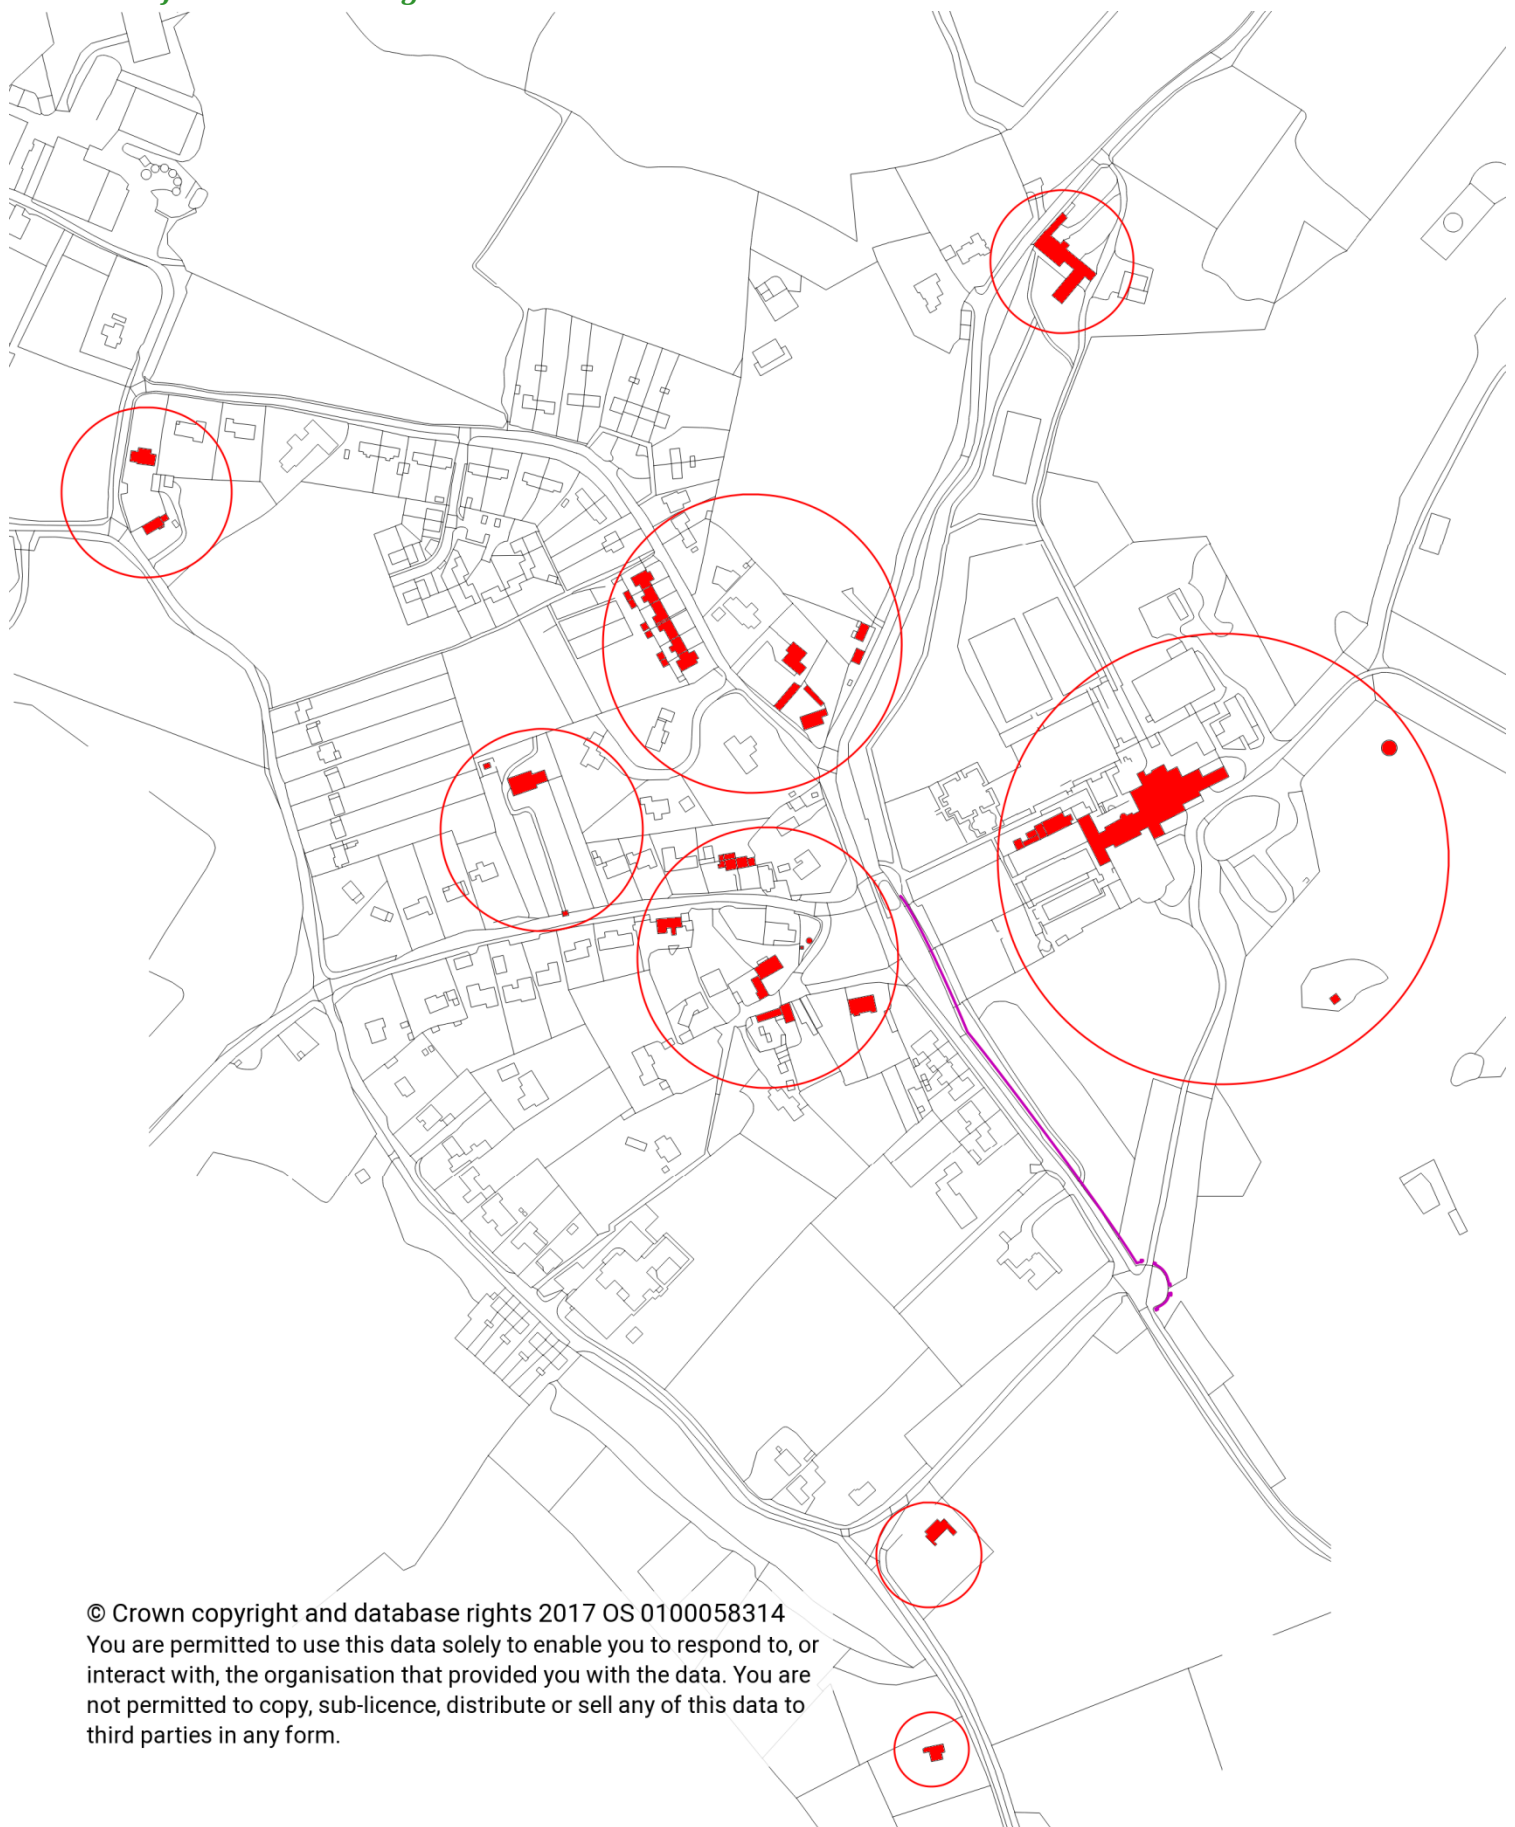 © Crown copyright and database rights 2017 OS 0100058314
You are permitted to use this data solely to enable you to respond to, or
interact with, the organisation that provided you with the data. You are
not permitted to copy, sub-licence, distribute or sell any of this data to
third parties in any form.